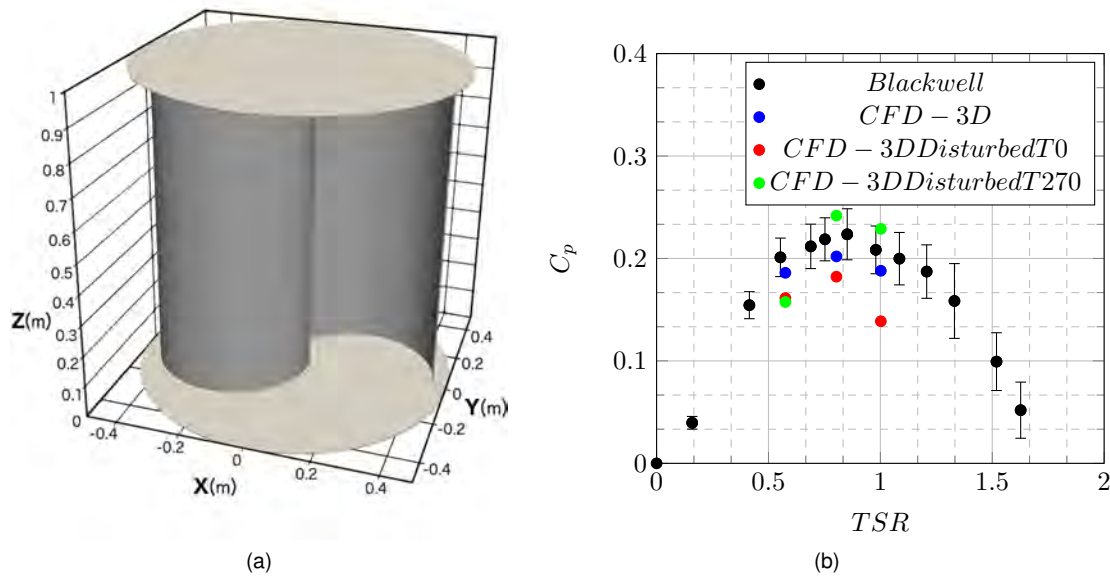 1
0.9
0.8
0.7
0.6
0.5
0.4
0.3
0.2
0.1
0
Z(m)
-0.4
-0.2
0
0.2
0.4
X(m)
0.4
0.2
0
-0.2
-0.4
Y(m)
(a)
0.4
0.3
0.2
0.1
0
C_p
Blackwell
CFD − 3D
CFD − 3DDisturbedT0
CFD − 3DDisturbedT270
0 0.5 1 1.5 2
TSR
(b)